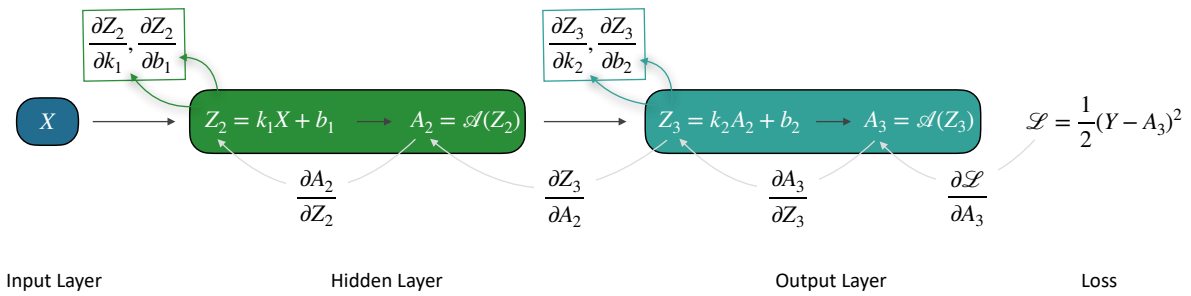 ∂Z₂/∂k₁, ∂Z₂/∂b₁
∂Z₃/∂k₂, ∂Z₃/∂b₂
X
Z₂ = k₁X + b₁
A₂ = 𝒜(Z₂)
Z₃ = k₂A₂ + b₂
A₃ = 𝒜(Z₃)
ℒ = 1/2(Y − A₃)²
∂A₂/∂Z₂
∂Z₃/∂A₂
∂A₃/∂Z₃
∂ℒ/∂A₃
Input Layer
Hidden Layer
Output Layer
Loss